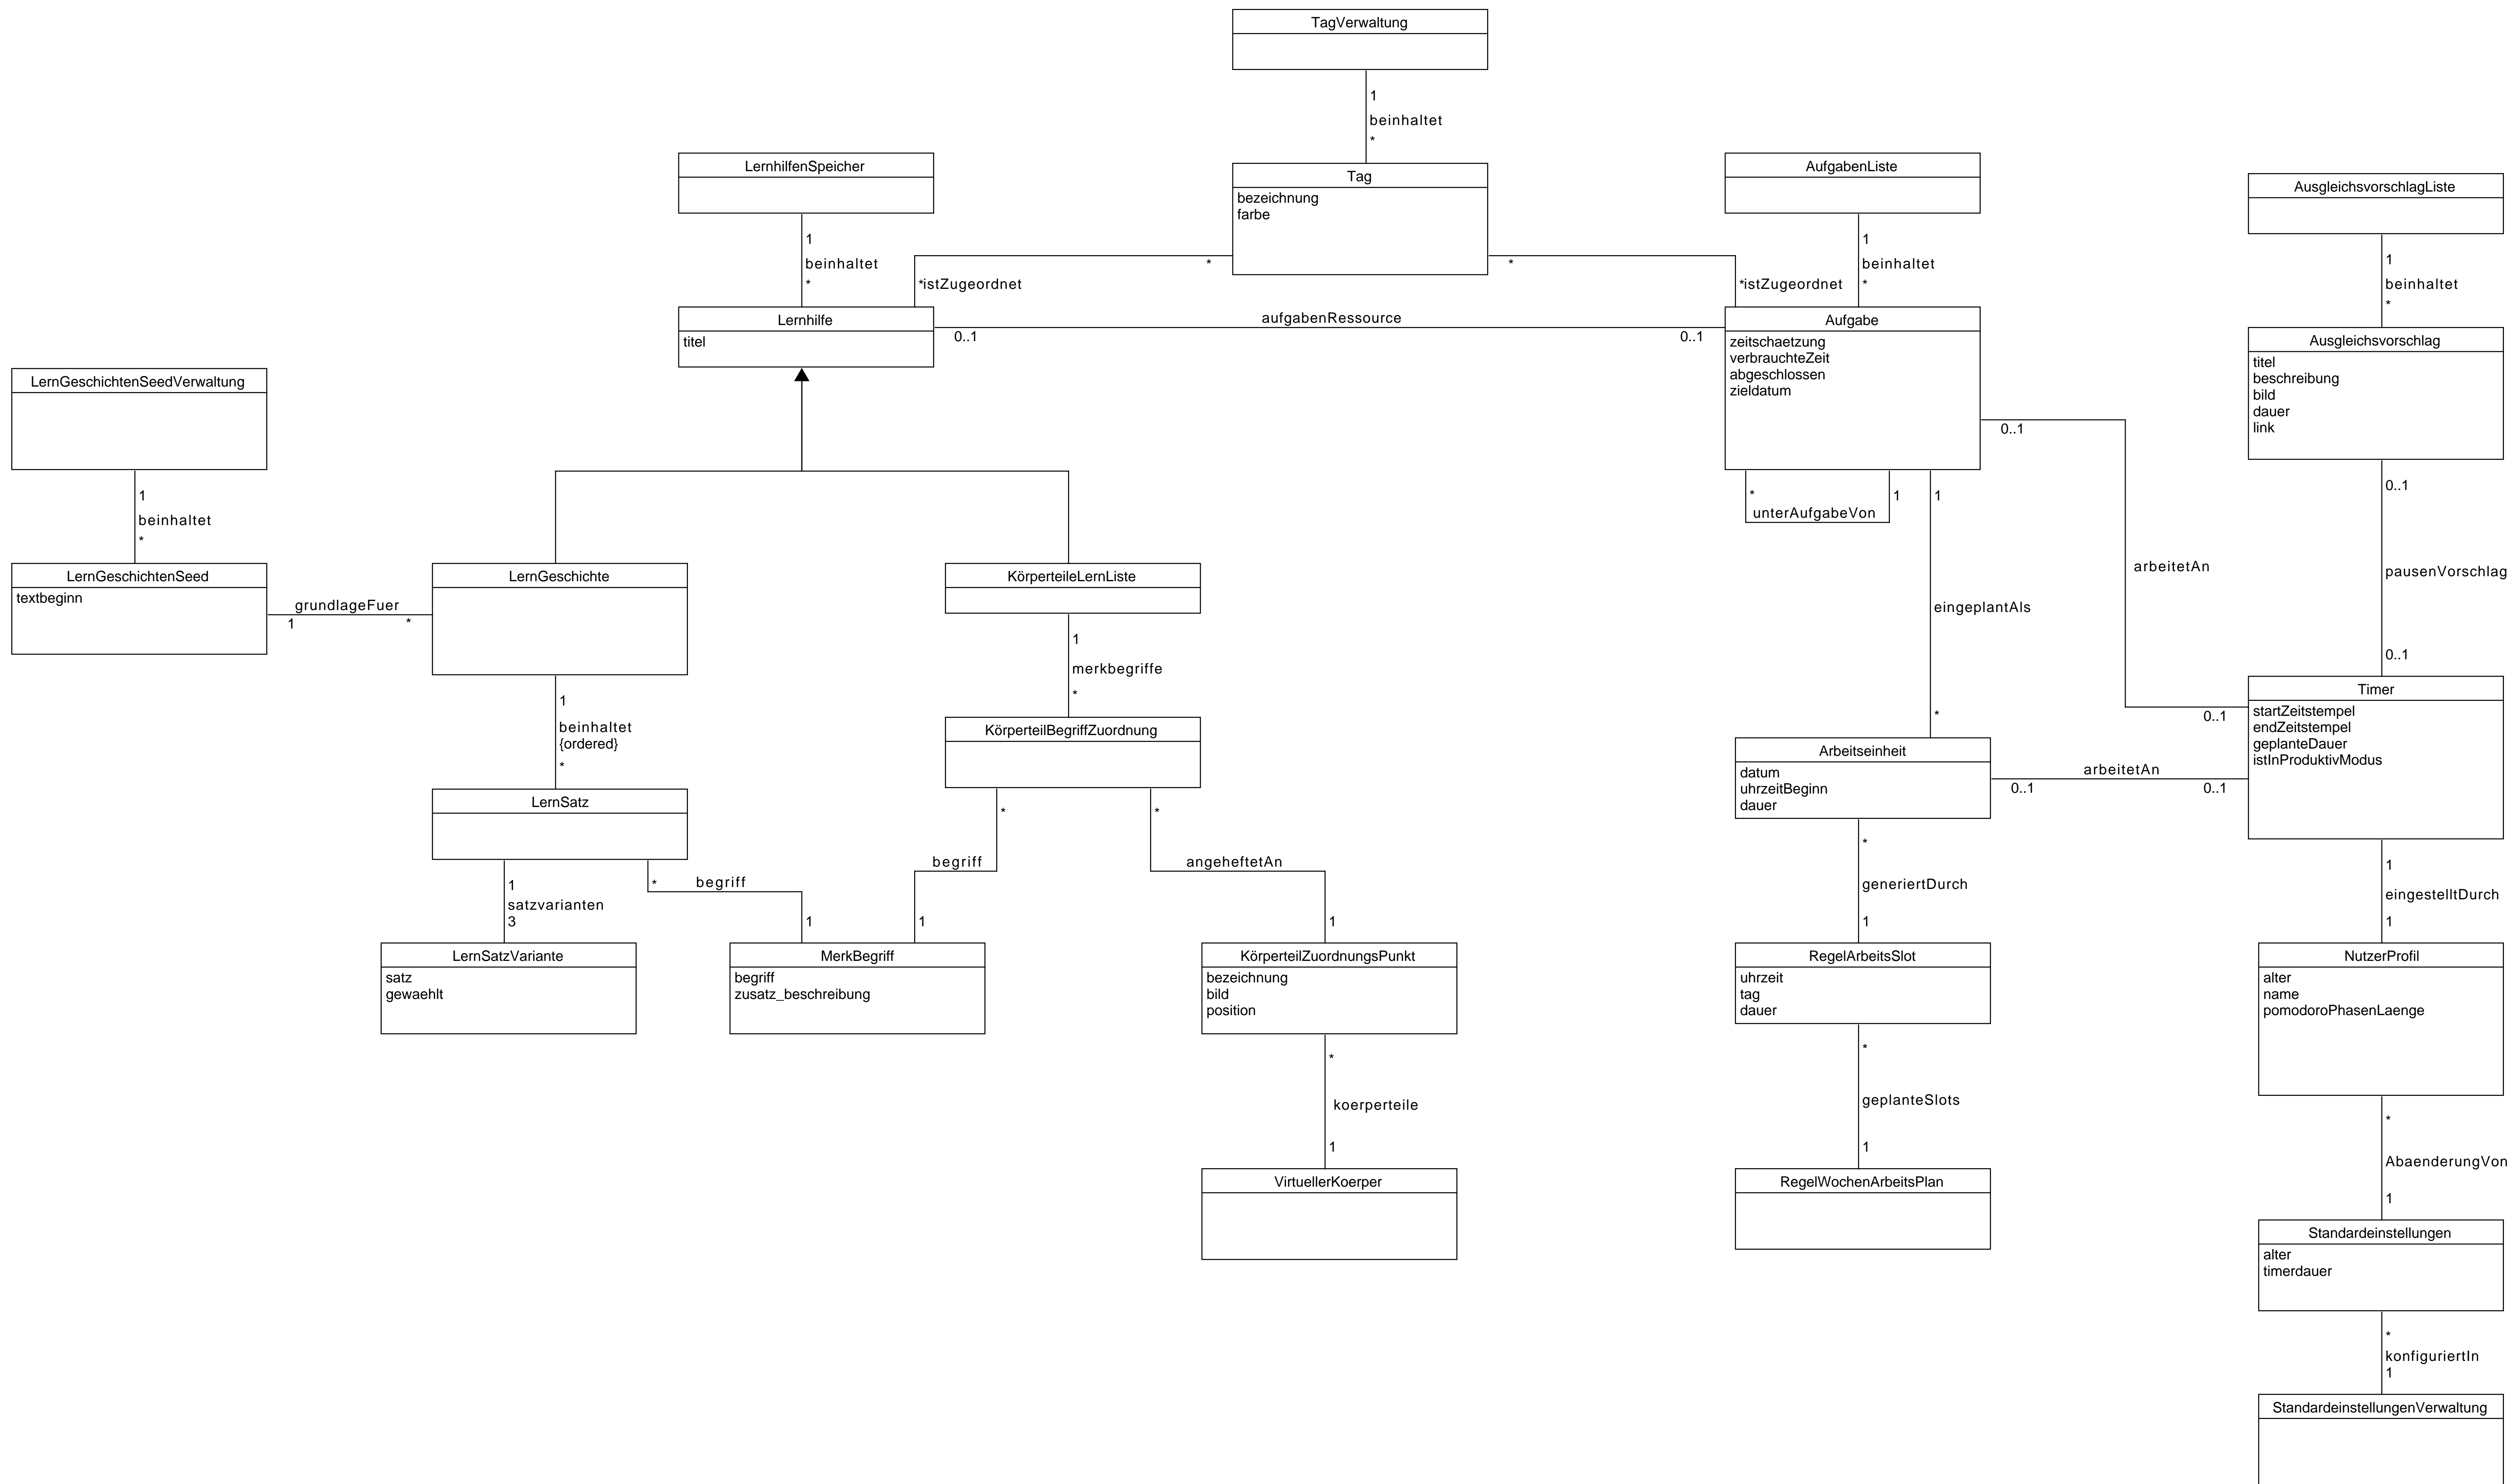 TagVerwaltung
1
beinhaltet
*
LernhilfenSpeicher
Tag
bezeichnung
farbe
AufgabenListe
AusgleichsvorschlagListe
1
beinhaltet
*
*
*istZugeordnet
*
*istZugeordnet
1
beinhaltet
*
1
beinhaltet
*
Lernhilfe
titel
aufgabenRessource
0..1
0..1
Aufgabe
zeitschaetzung
verbrauchteZeit
abgeschlossen
zieldatum
Ausgleichsvorschlag
titel
beschreibung
bild
dauer
link
LernGeschichtenSeedVerwaltung
1
beinhaltet
*
0..1
*
1
unterAufgabeVon
1
0..1
LernGeschichtenSeed
textbeginn
grundlageFuer
1
*
LernGeschichte
KörperteileLernListe
arbeitetAn
pausenVorschlag
eingeplantAls
1
merkbegriffe
*
0..1
1
beinhaltet
{ordered}
*
KörperteilBegriffZuordnung
*
0..1
Timer
startZeitstempel
endZeitstempel
geplanteDauer
istInProduktivModus
Arbeitseinheit
datum
uhrzeitBeginn
dauer
arbeitetAn
0..1
0..1
LernSatz
*
*
1
satzvarianten
3
*
begriff
1
begriff
1
angeheftetAn
1
*
generiertDurch
1
1
eingestelltDurch
1
LernSatzVariante
satz
gewaehlt
MerkBegriff
begriff
zusatz_beschreibung
KörperteilZuordnungsPunkt
bezeichnung
bild
position
RegelArbeitsSlot
uhrzeit
tag
dauer
NutzerProfil
alter
name
pomodoroPhasenLaenge
*
koerperteile
1
*
geplanteSlots
1
*
AbaenderungVon
1
VirtuellerKoerper
RegelWochenArbeitsPlan
Standardeinstellungen
alter
timerdauer
*
konfiguriertIn
1
StandardeinstellungenVerwaltung